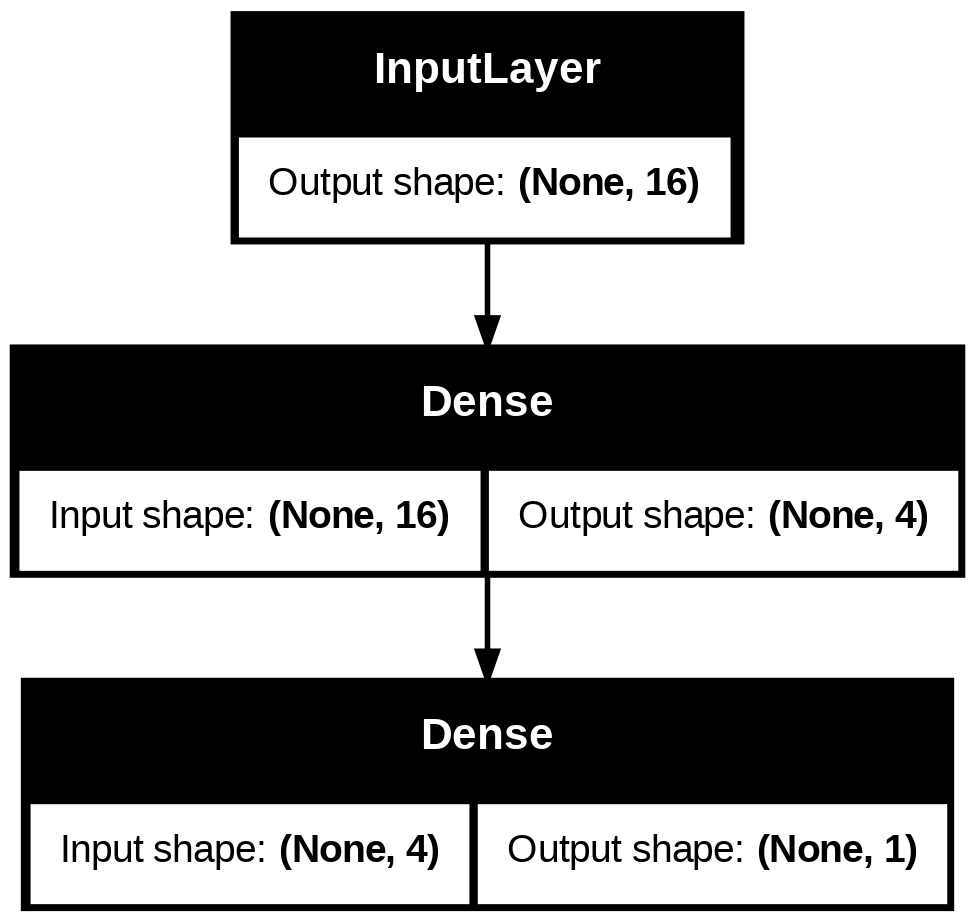 InputLayer
Output shape: (None, 16)
Dense
Input shape: (None, 16) Output shape: (None, 4)
Dense
Input shape: (None, 4) Output shape: (None, 1)